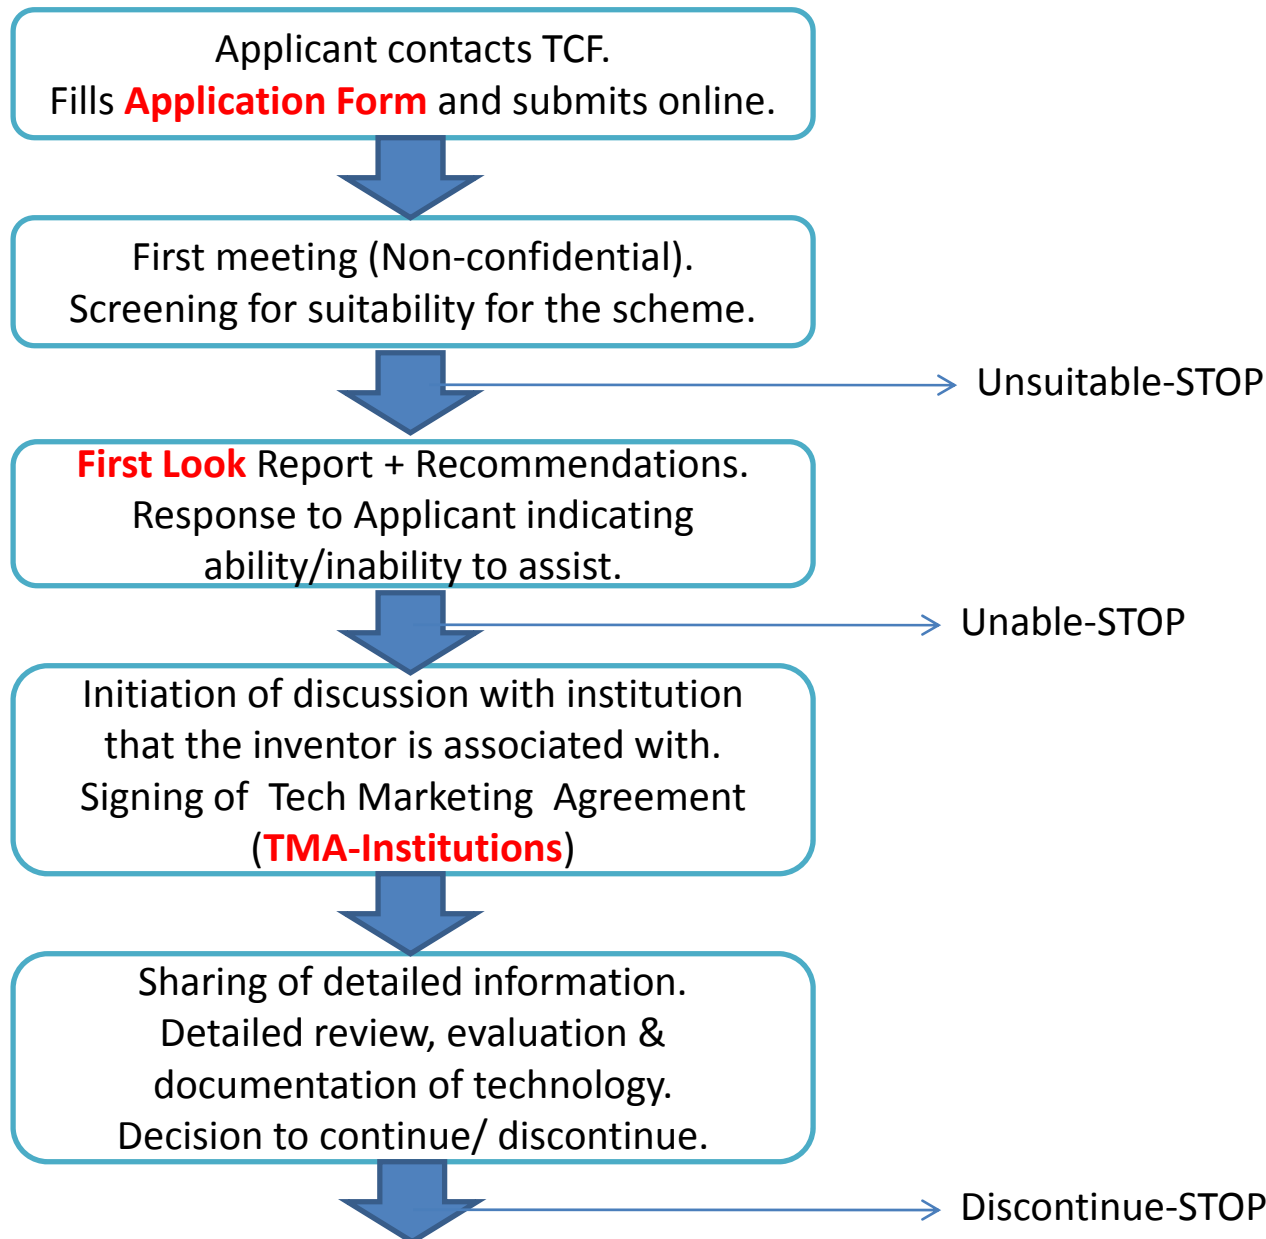 Applicant contacts TCF.
Fills Application Form and submits online.
First meeting (Non-confidential).
Screening for suitability for the scheme.
Unsuitable-STOP
First Look Report + Recommendations.
Response to Applicant indicating
ability/inability to assist.
Unable-STOP
Initiation of discussion with institution
that the inventor is associated with.
Signing of Tech Marketing Agreement
(TMA-Institutions)
Sharing of detailed information.
Detailed review, evaluation &
documentation of technology.
Decision to continue/ discontinue.
Discontinue-STOP